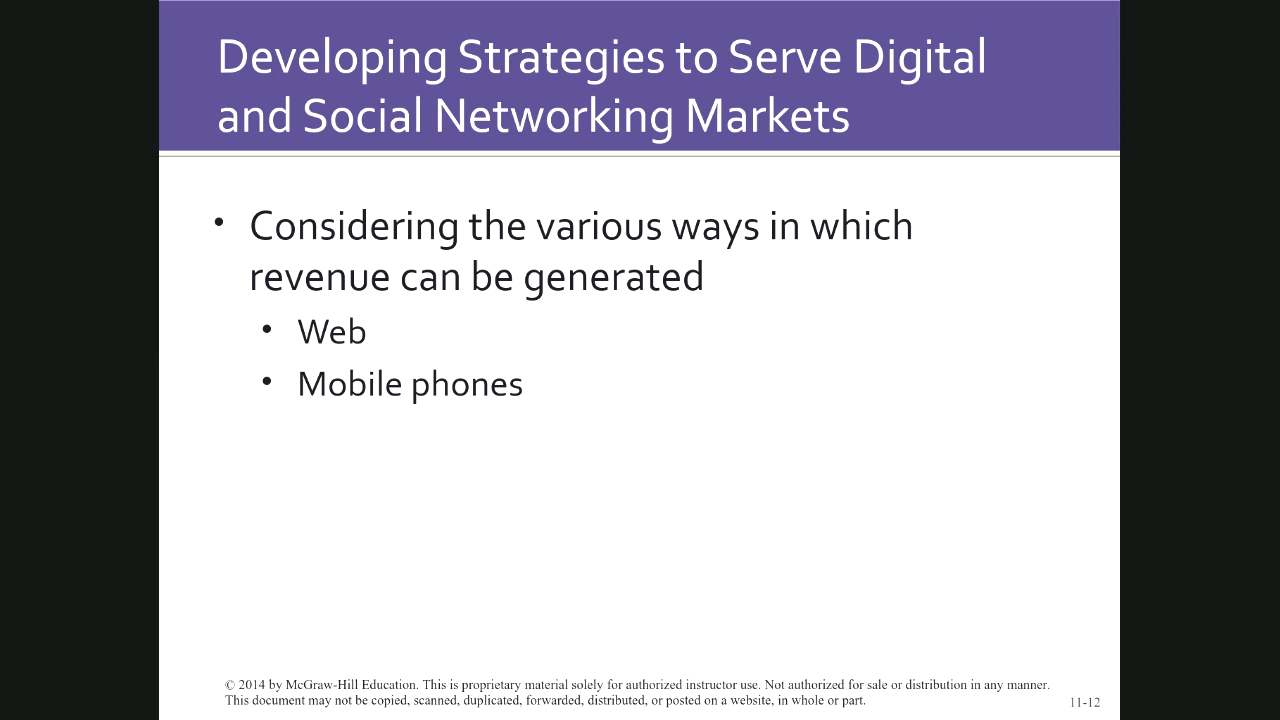 Developing Strategies to Serve Digital
and Social Networking Markets
• Considering the various ways in which
revenue can be generated
• Web
• Mobile phones
© 2014 by McGraw-Hill Education. This is proprietary material solely for authorized instructor use. Not authorized for sale or distribution in any manner.
This document may not be copied, scanned, duplicated, forwarded, distributed, or posted on a website, in whole or part.
11-12